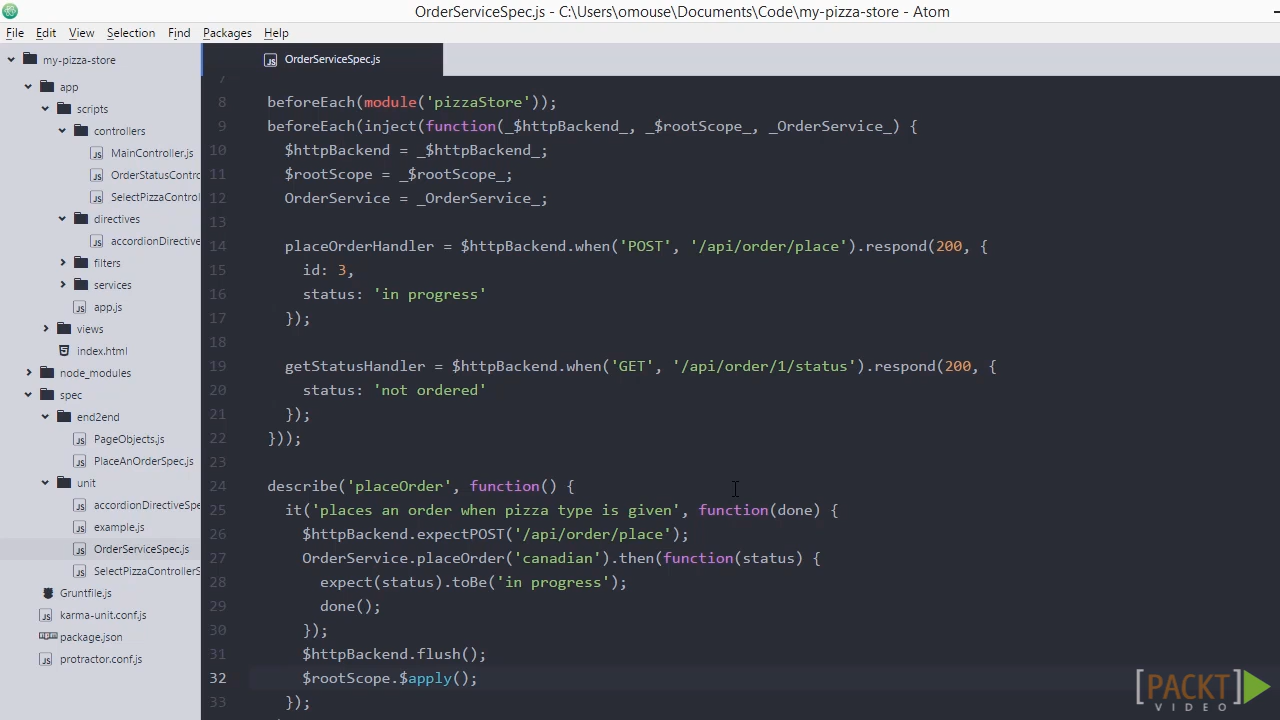 OrderServiceSpec.js - C:\Users\omouse\Documents\Code\my-pizza-store - Atom
File Edit View Selection Find Packages Help
my-pizza-store
app
scripts
controllers
MainController.js
OrderStatusContro
SelectPizzaControl
directives
accordionDirective
filters
services
app.js
views
index.html
node_modules
spec
end2end
PageObjects.js
PlaceAnOrderSpec.js
unit
accordionDirectiveSpe
example.js
OrderServiceSpec.js
SelectPizzaControllerS
Gruntfile.js
karma-unit.conf.js
package.json
protractor.conf.js
OrderServiceSpec.js
7
8 beforeEach(module('pizzaStore'));
9 beforeEach(inject(function(_$httpBackend_, _$rootScope_, _OrderService_) {
10 $httpBackend = _$httpBackend_;
11 $rootScope = _$rootScope_;
12 OrderService = _OrderService_;
13
14 placeOrderHandler = $httpBackend.when('POST', '/api/order/place').respond(200, {
15 id: 3,
16 status: 'in progress'
17 });
18
19 getStatusHandler = $httpBackend.when('GET', '/api/order/1/status').respond(200, {
20 status: 'not ordered'
21 });
22 }));
23
24 describe('placeOrder', function() {
25 it('places an order when pizza type is given', function(done) {
26 $httpBackend.expectPOST('/api/order/place');
27 OrderService.placeOrder('canadian').then(function(status) {
28 expect(status).toBe('in progress');
29 done();
30 });
31 $httpBackend.flush();
32 $rootScope.$apply();
33 });
[PACKT]
VIDEO